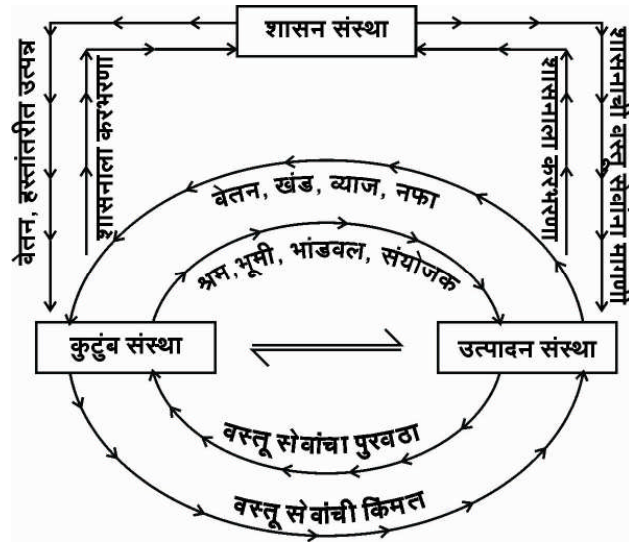 शासन संस्था
वेतन, हस्तांतरीत उत्पन्न
शासनाला करभरणा
शासनाला करभरणा
शासनाची वस्तू सेवांना मागणी
वेतन, खंड, व्याज, नफा
श्रम,भूमी, भांडवल, संयोजक
कुटुंब संस्था
उत्पादन संस्था
वस्तू सेवांचा पुरवठा
वस्तू सेवांची किंमत